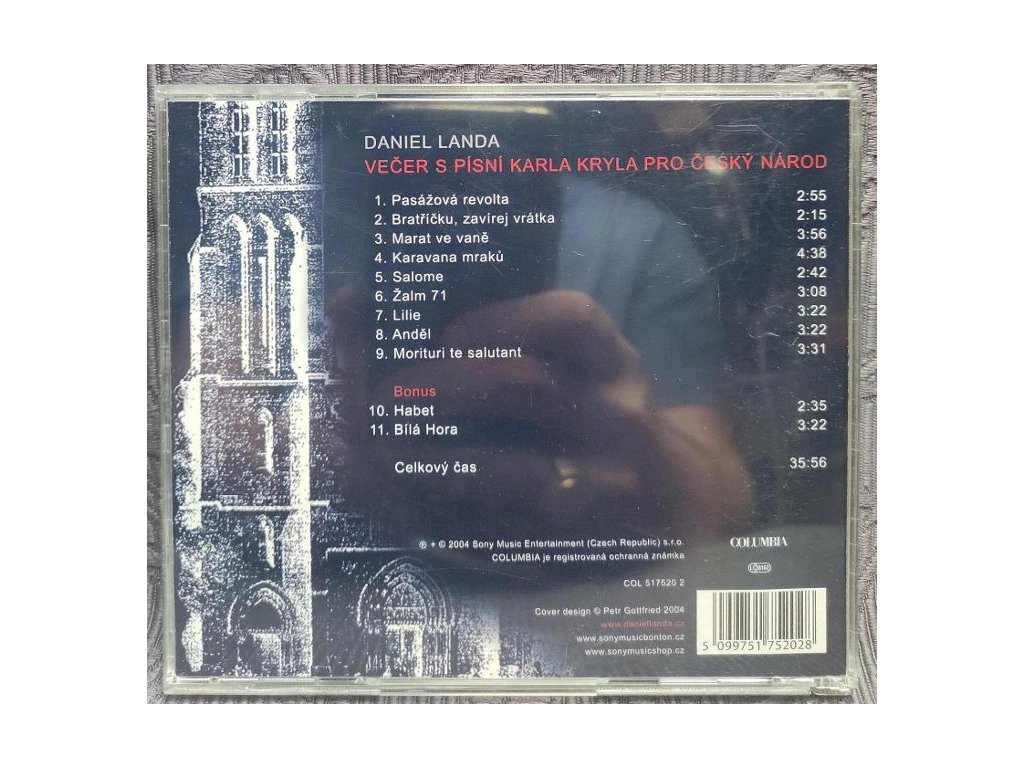 DANIEL LANDA
VEČER S PÍSNÍ KARLA KRYLA PRO ČESKÝ NÁROD
1. Pasážová revolta 2:55
2. Bratříčku, zavírej vrátka 2:15
3. Marat ve vaně 3:56
4. Karavana mraků 4:38
5. Salome 2:42
6. Žalm 71 3:08
7. Lilie 3:22
8. Anděl 3:22
9. Morituri te salutant 3:31
Bonus
10. Habet 2:35
11. Bílá Hora 3:22
Celkový čas 35:56
℗ + © 2004 Sony Music Entertainment (Czech Republic) s.r.o.
COLUMBIA je registrovaná ochranná známka
COLUMBIA
LC 0162
COL 517520 2
Cover design © Petr Gottfried 2004
www.daniellanda.cz
www.sonymusicbonton.cz
www.sonymusicshop.cz
5 099751 752028